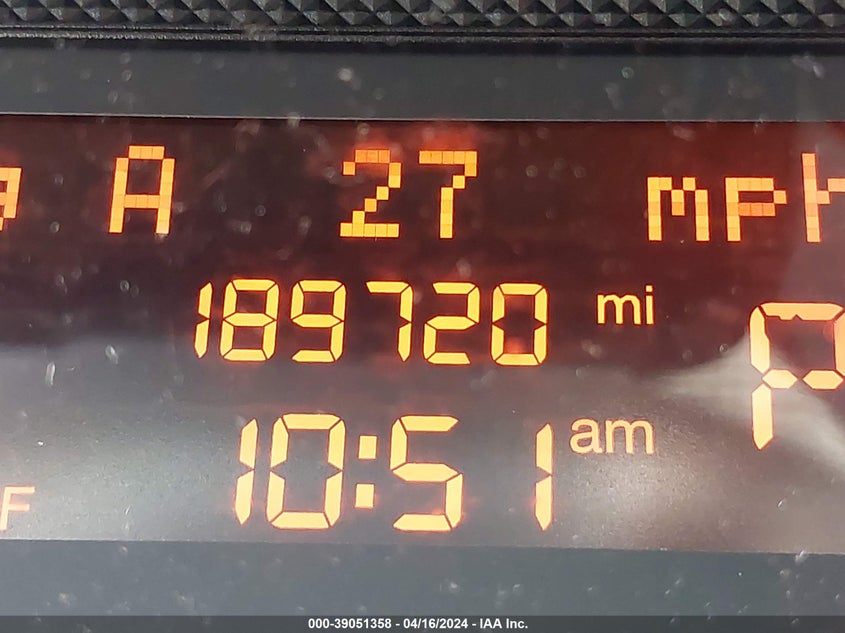 A 27 mph
189720 mi
P
10:51 am
F
000-39051358 - 04/16/2024 - IAA Inc.